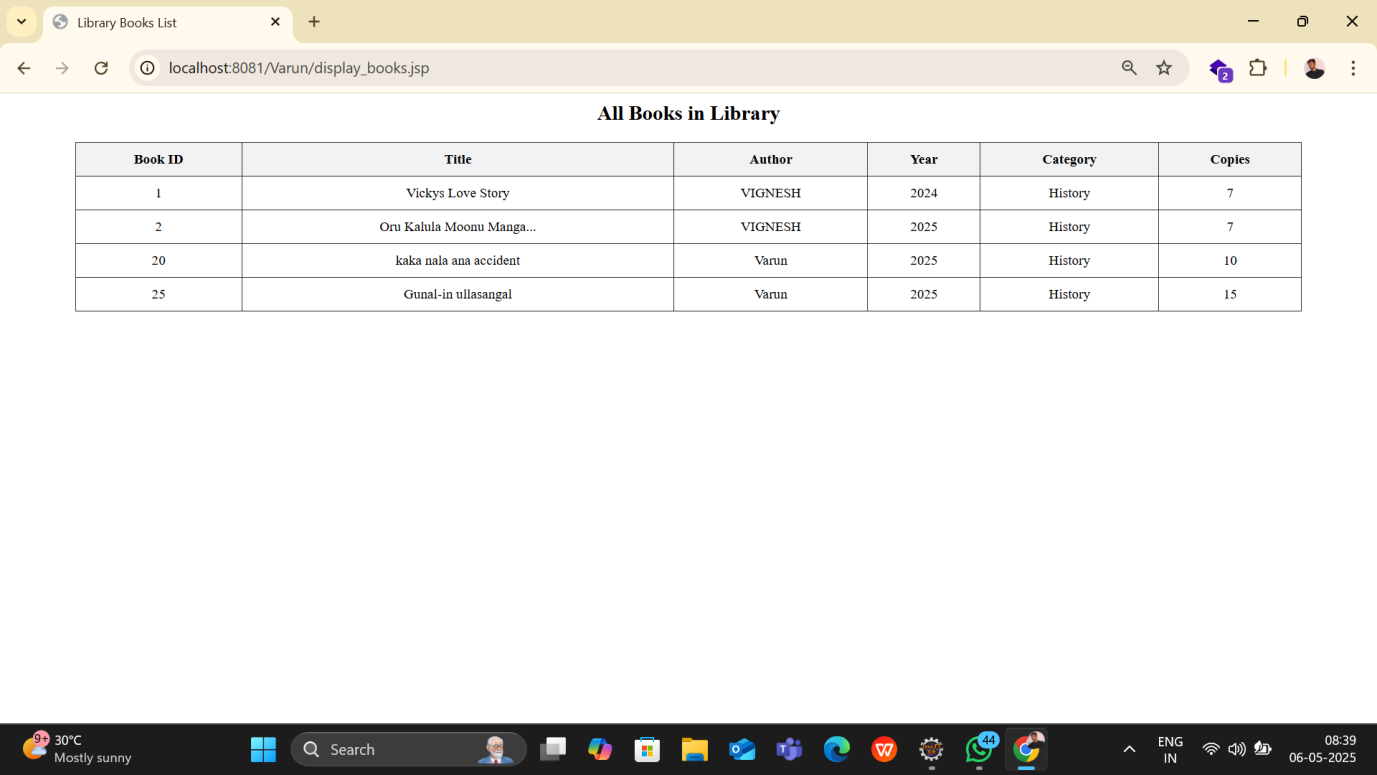 Library Books List
localhost:8081/Varun/display_books.jsp
2
All Books in Library
Book ID Title Author Year Category Copies
1 Vickys Love Story VIGNESH 2024 History 7
2 Oru Kalula Moonu Manga... VIGNESH 2025 History 7
20 kaka nala ana accident Varun 2025 History 10
25 Gunal-in ullasangal Varun 2025 History 15
9+
30°C
Mostly sunny
Search
44
ENG
IN
08:39
06-05-2025